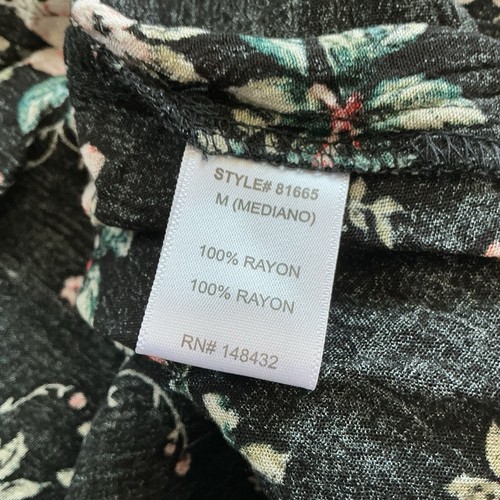 STYLE# 81665
M (MEDIANO)
100% RAYON
100% RAYON
RN# 148432